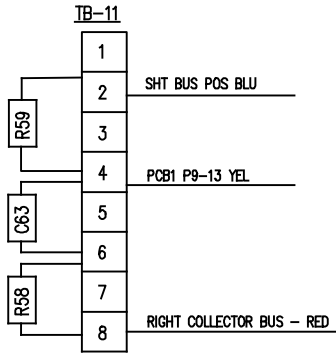 TB-11
1
2
SHT BUS POS BLU
R59
3
4
PCB1 P9-13 YEL
C63
5
6
R58
7
8
RIGHT COLLECTOR BUS - RED